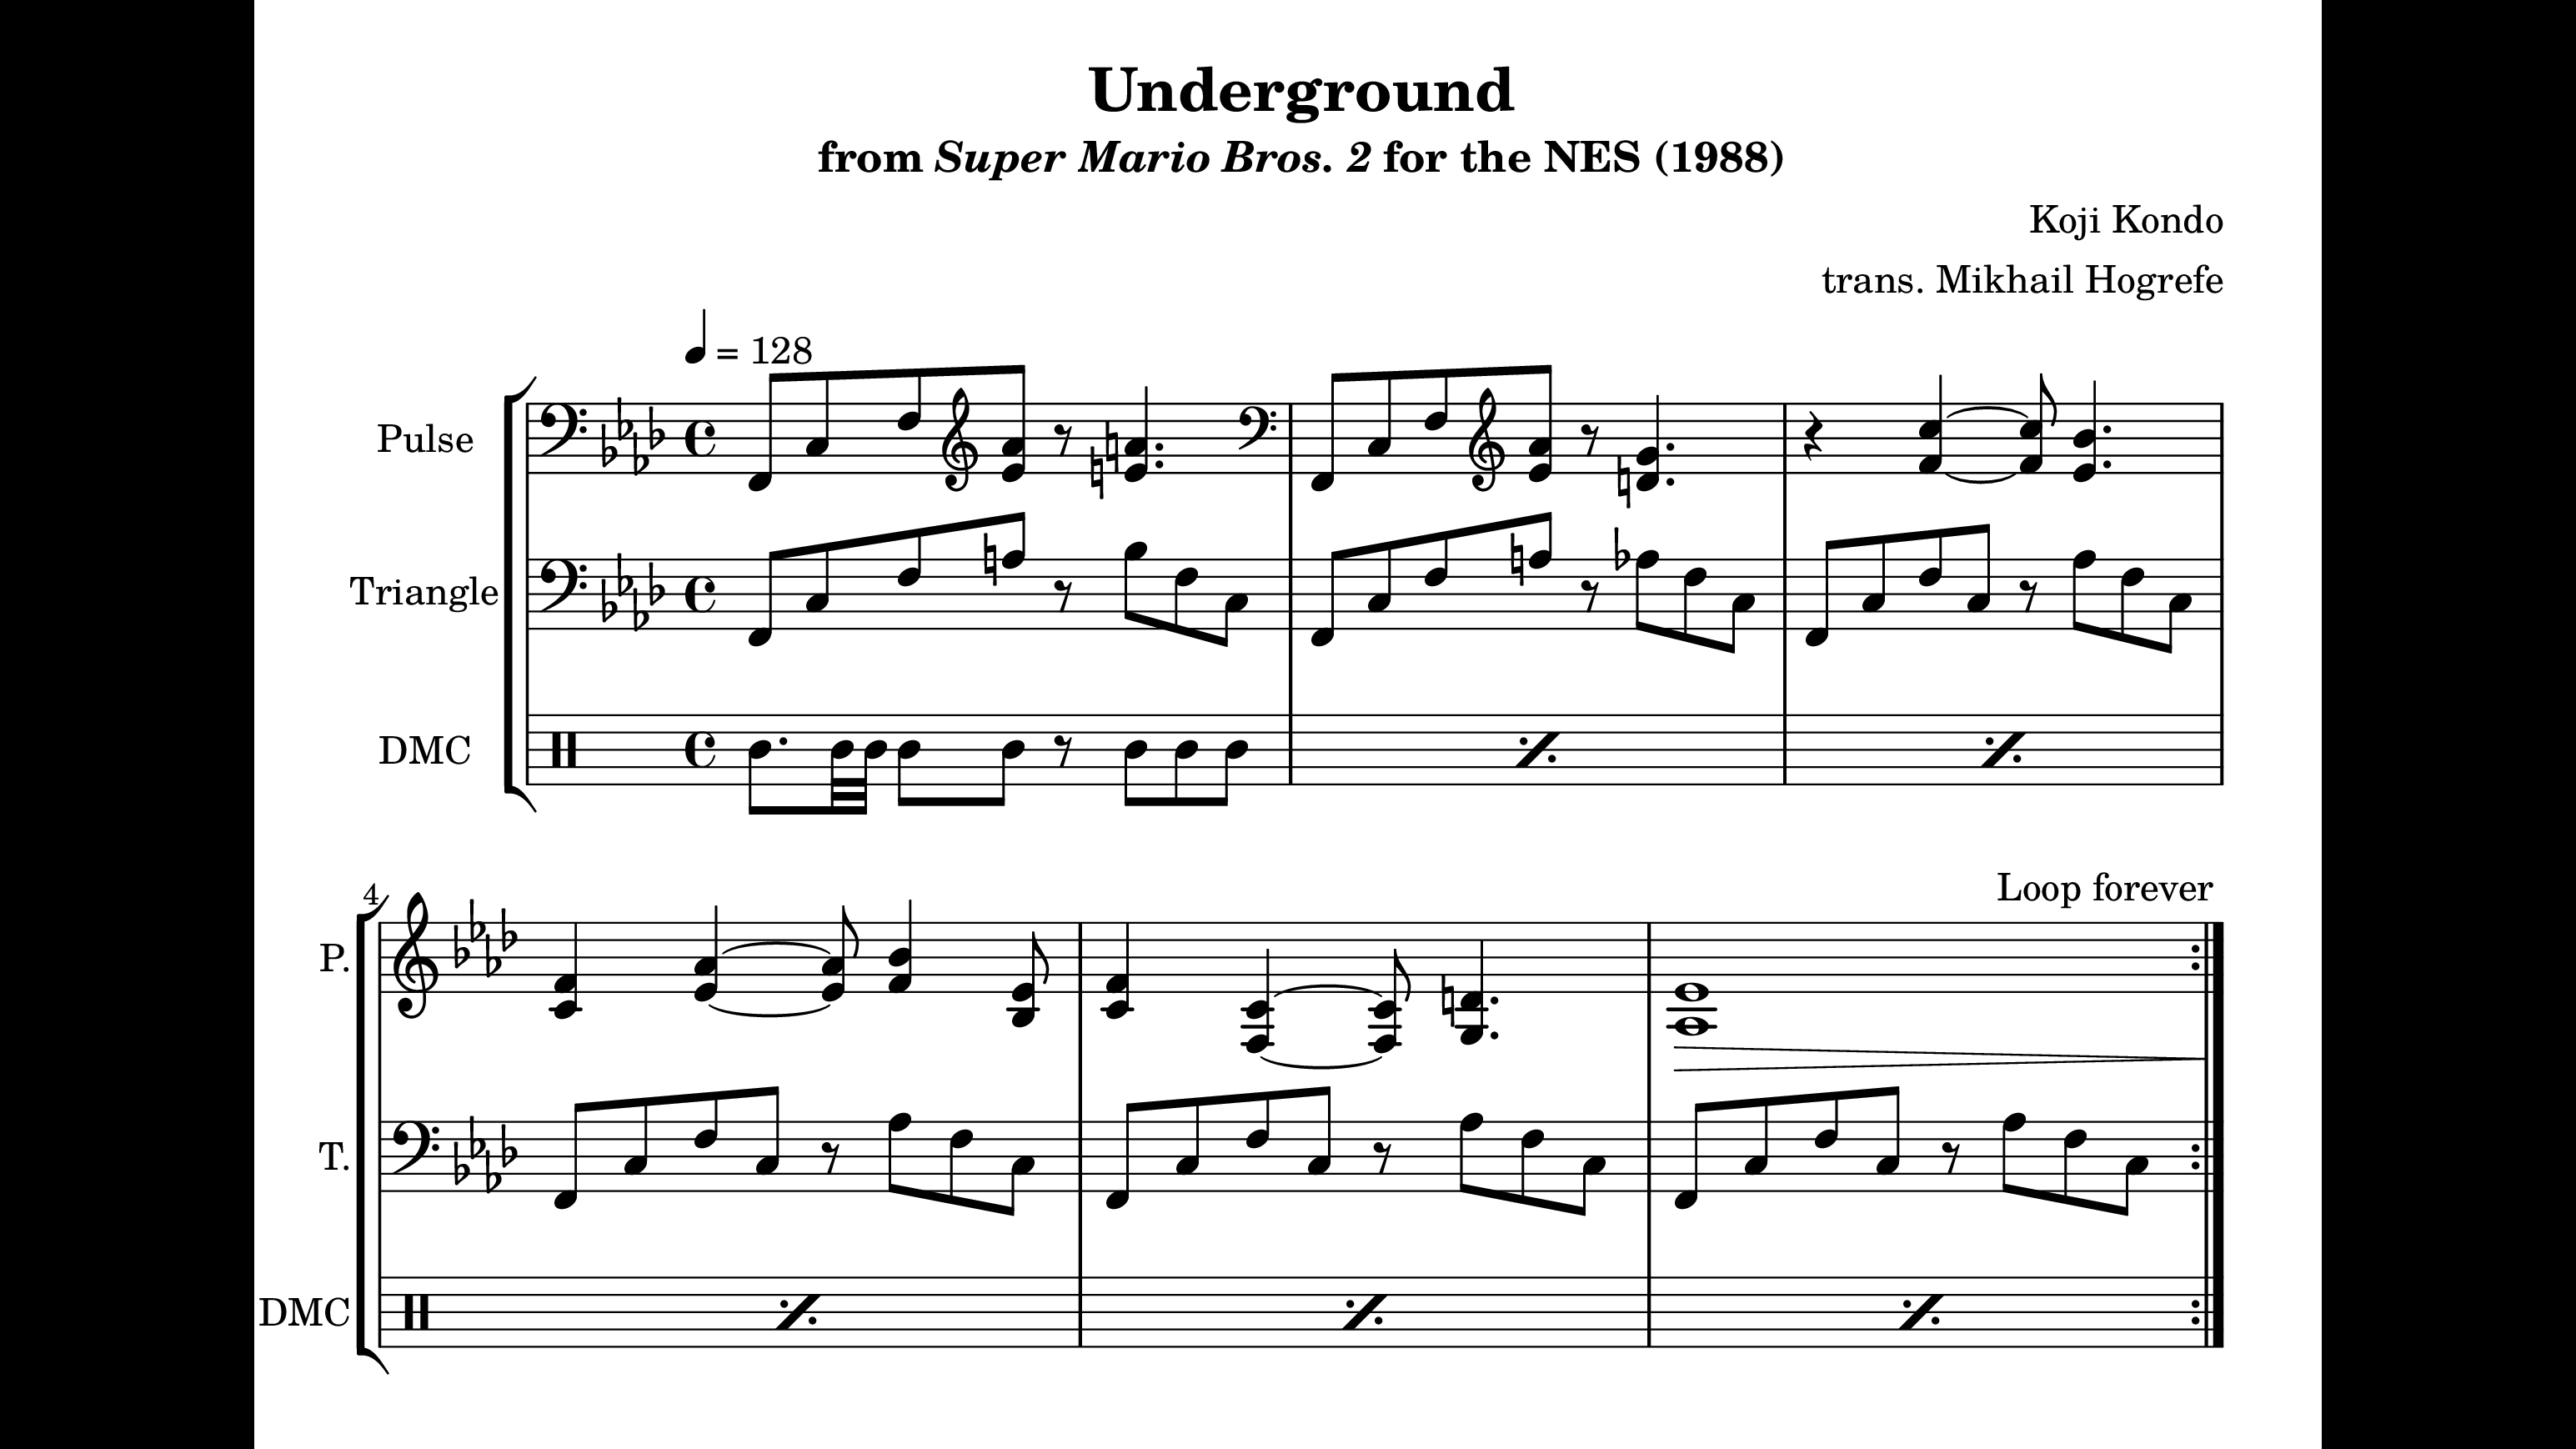 Underground
from Super Mario Bros. 2 for the NES (1988)
Koji Kondo
trans. Mikhail Hogrefe
= 128
Pulse
Triangle
DMC
4
Loop forever
P.
T.
DMC